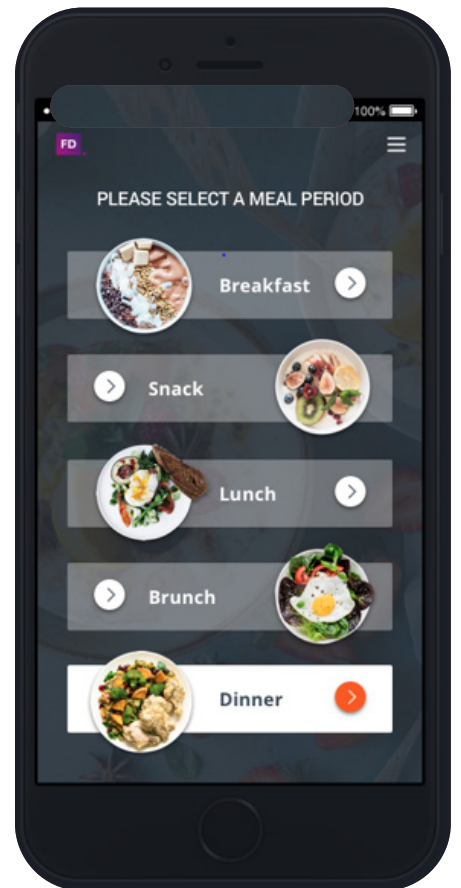 100%
FD
PLEASE SELECT A MEAL PERIOD
Breakfast
Snack
Lunch
Brunch
Dinner